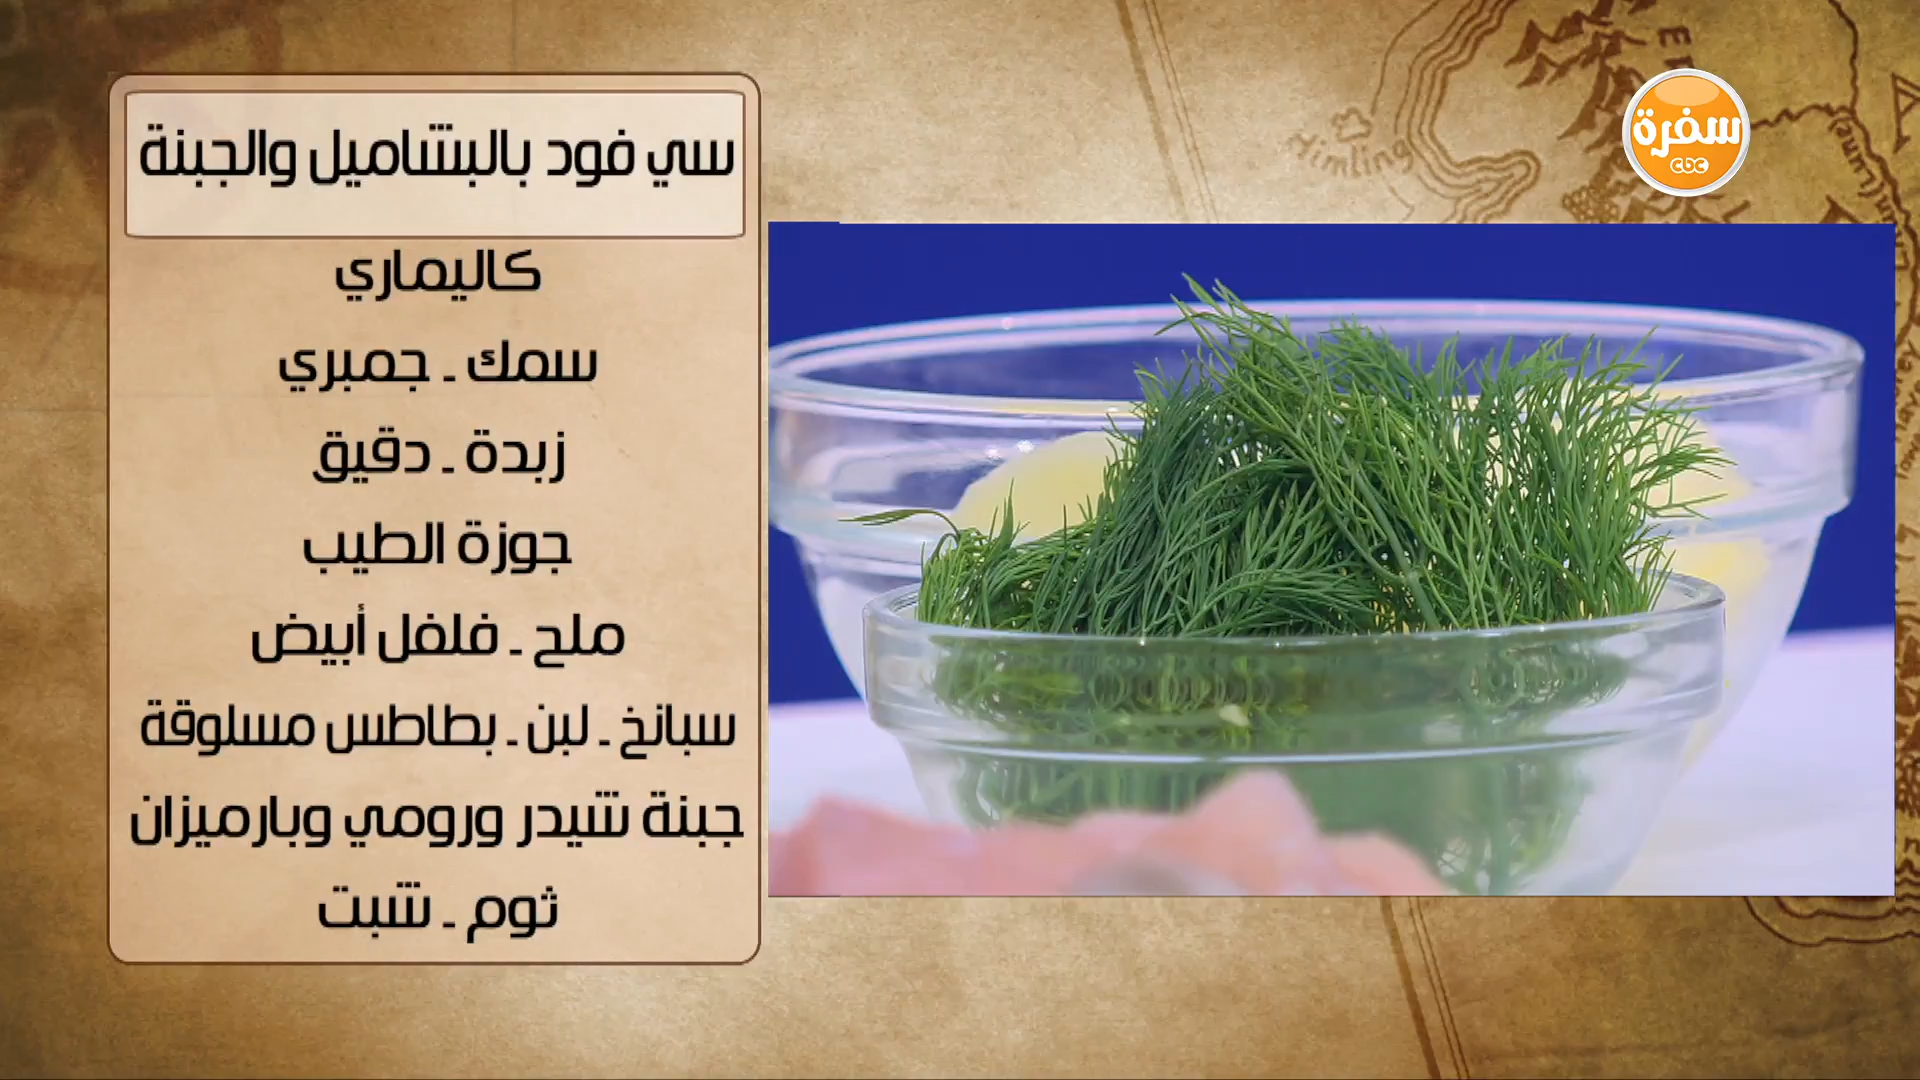 سي فود بالبشاميل والجبنة
كاليماري
سمك ـ جمبري
زبدة ـ دقيق
جوزة الطيب
ملح ـ فلفل أبيض
سبانخ ـ لبن ـ بطاطس مسلوقة
جبنة شيدر ورومي وبارميزان
ثوم ـ شبت
سفرة
cbc